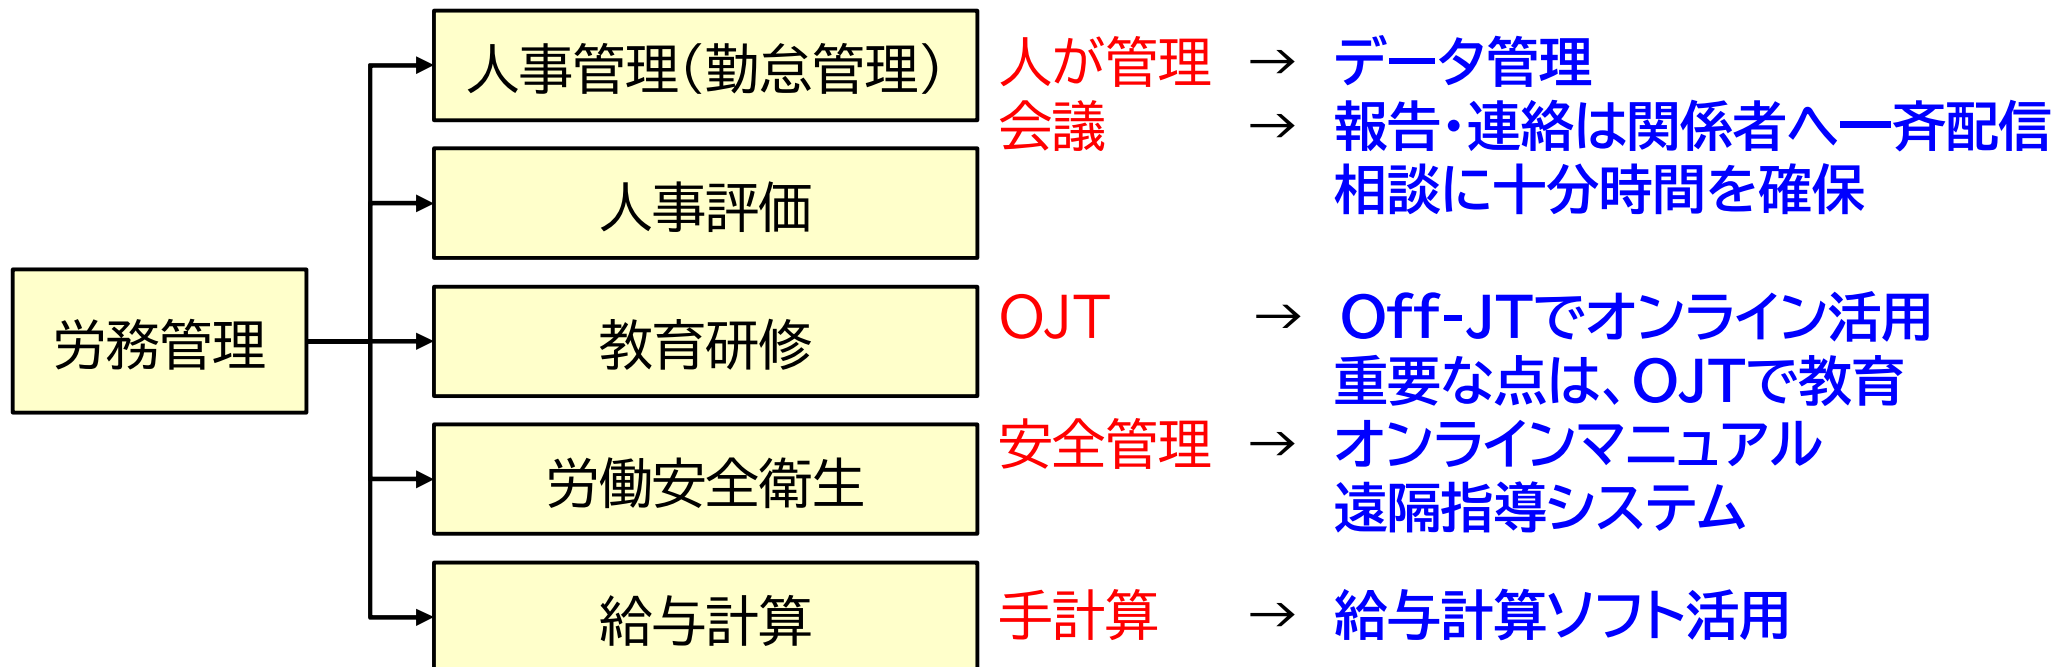 人事管理(勤怠管理) 人が管理 → データ管理
会議 → 報告・連絡は関係者へ一斉配信
相談に十分時間を確保
人事評価
労務管理
教育研修 OJT → Off-JTでオンライン活用
重要な点は、OJTで教育
労働安全衛生 安全管理 → オンラインマニュアル
遠隔指導システム
給与計算 手計算 → 給与計算ソフト活用